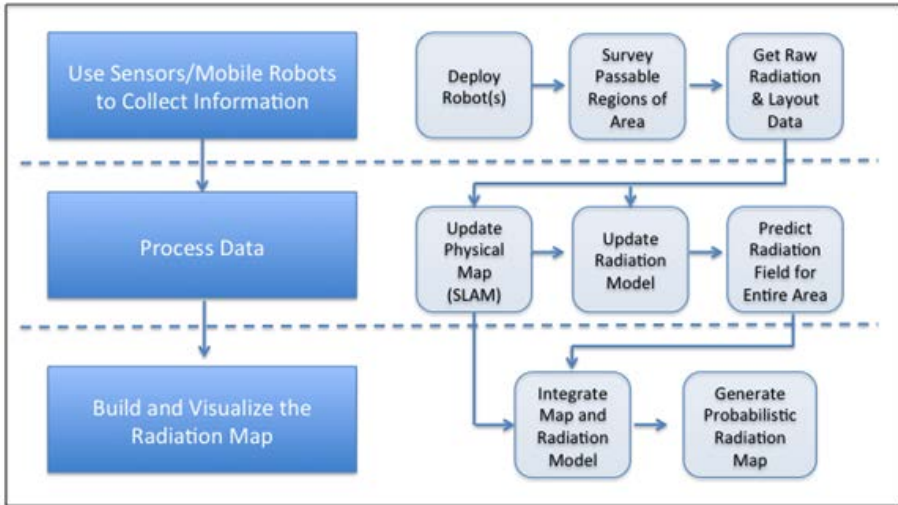 Use Sensors/Mobile Robots
to Collect Information
Deploy
Robot(s)
Survey
Passable
Regions of
Area
Get Raw
Radiation
& Layout
Data
Process Data
Update
Physical
Map
(SLAM)
Update
Radiation
Model
Predict
Radiation
Field for
Entire Area
Build and Visualize the
Radiation Map
Integrate
Map and
Radiation
Model
Generate
Probabilistic
Radiation
Map